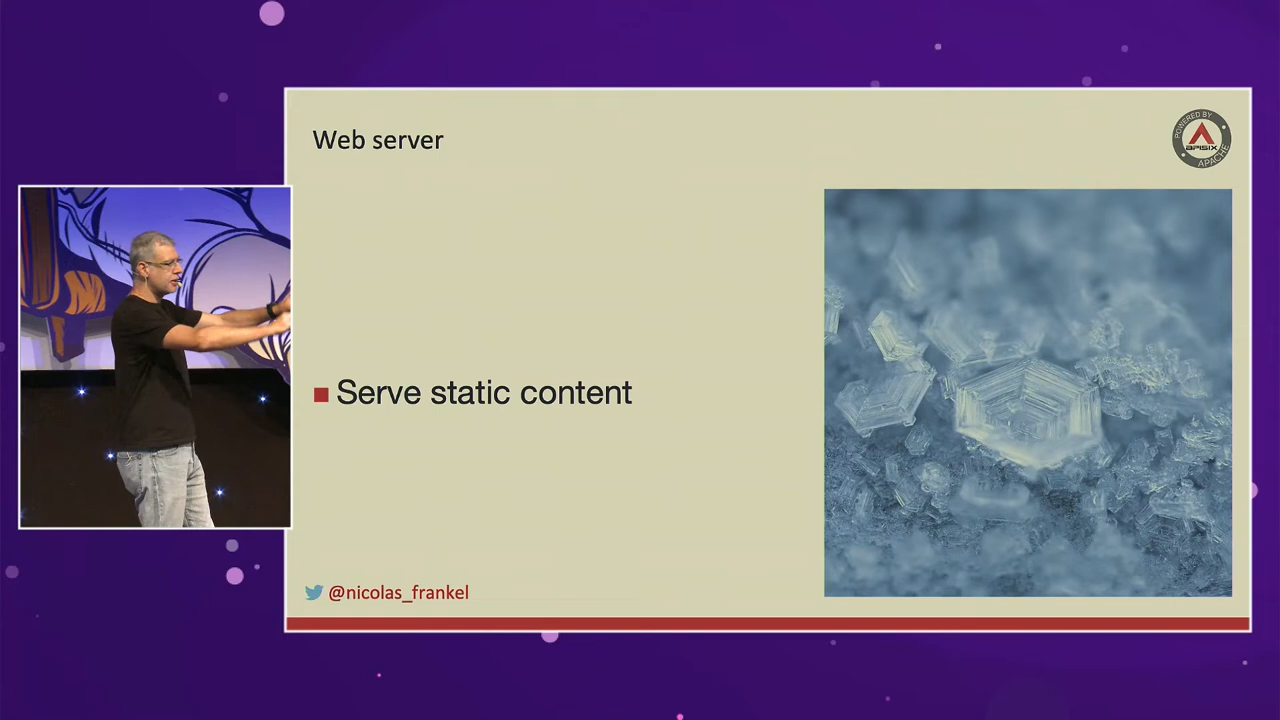 Web server
POWERED BY
APISIX
APACHE
Serve static content
@nicolas_frankel